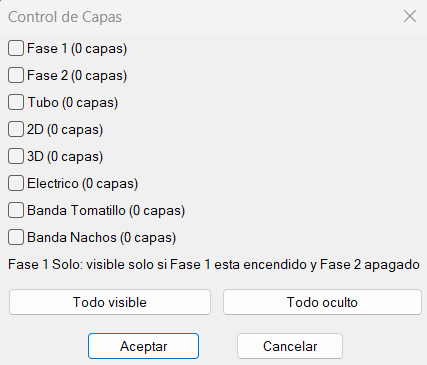 Control de Capas
Fase 1 (0 capas)
Fase 2 (0 capas)
Tubo (0 capas)
2D (0 capas)
3D (0 capas)
Electrico (0 capas)
Banda Tomatillo (0 capas)
Banda Nachos (0 capas)
Fase 1 Solo: visible solo si Fase 1 esta encendido y Fase 2 apagado
Todo visible Todo oculto
Aceptar Cancelar